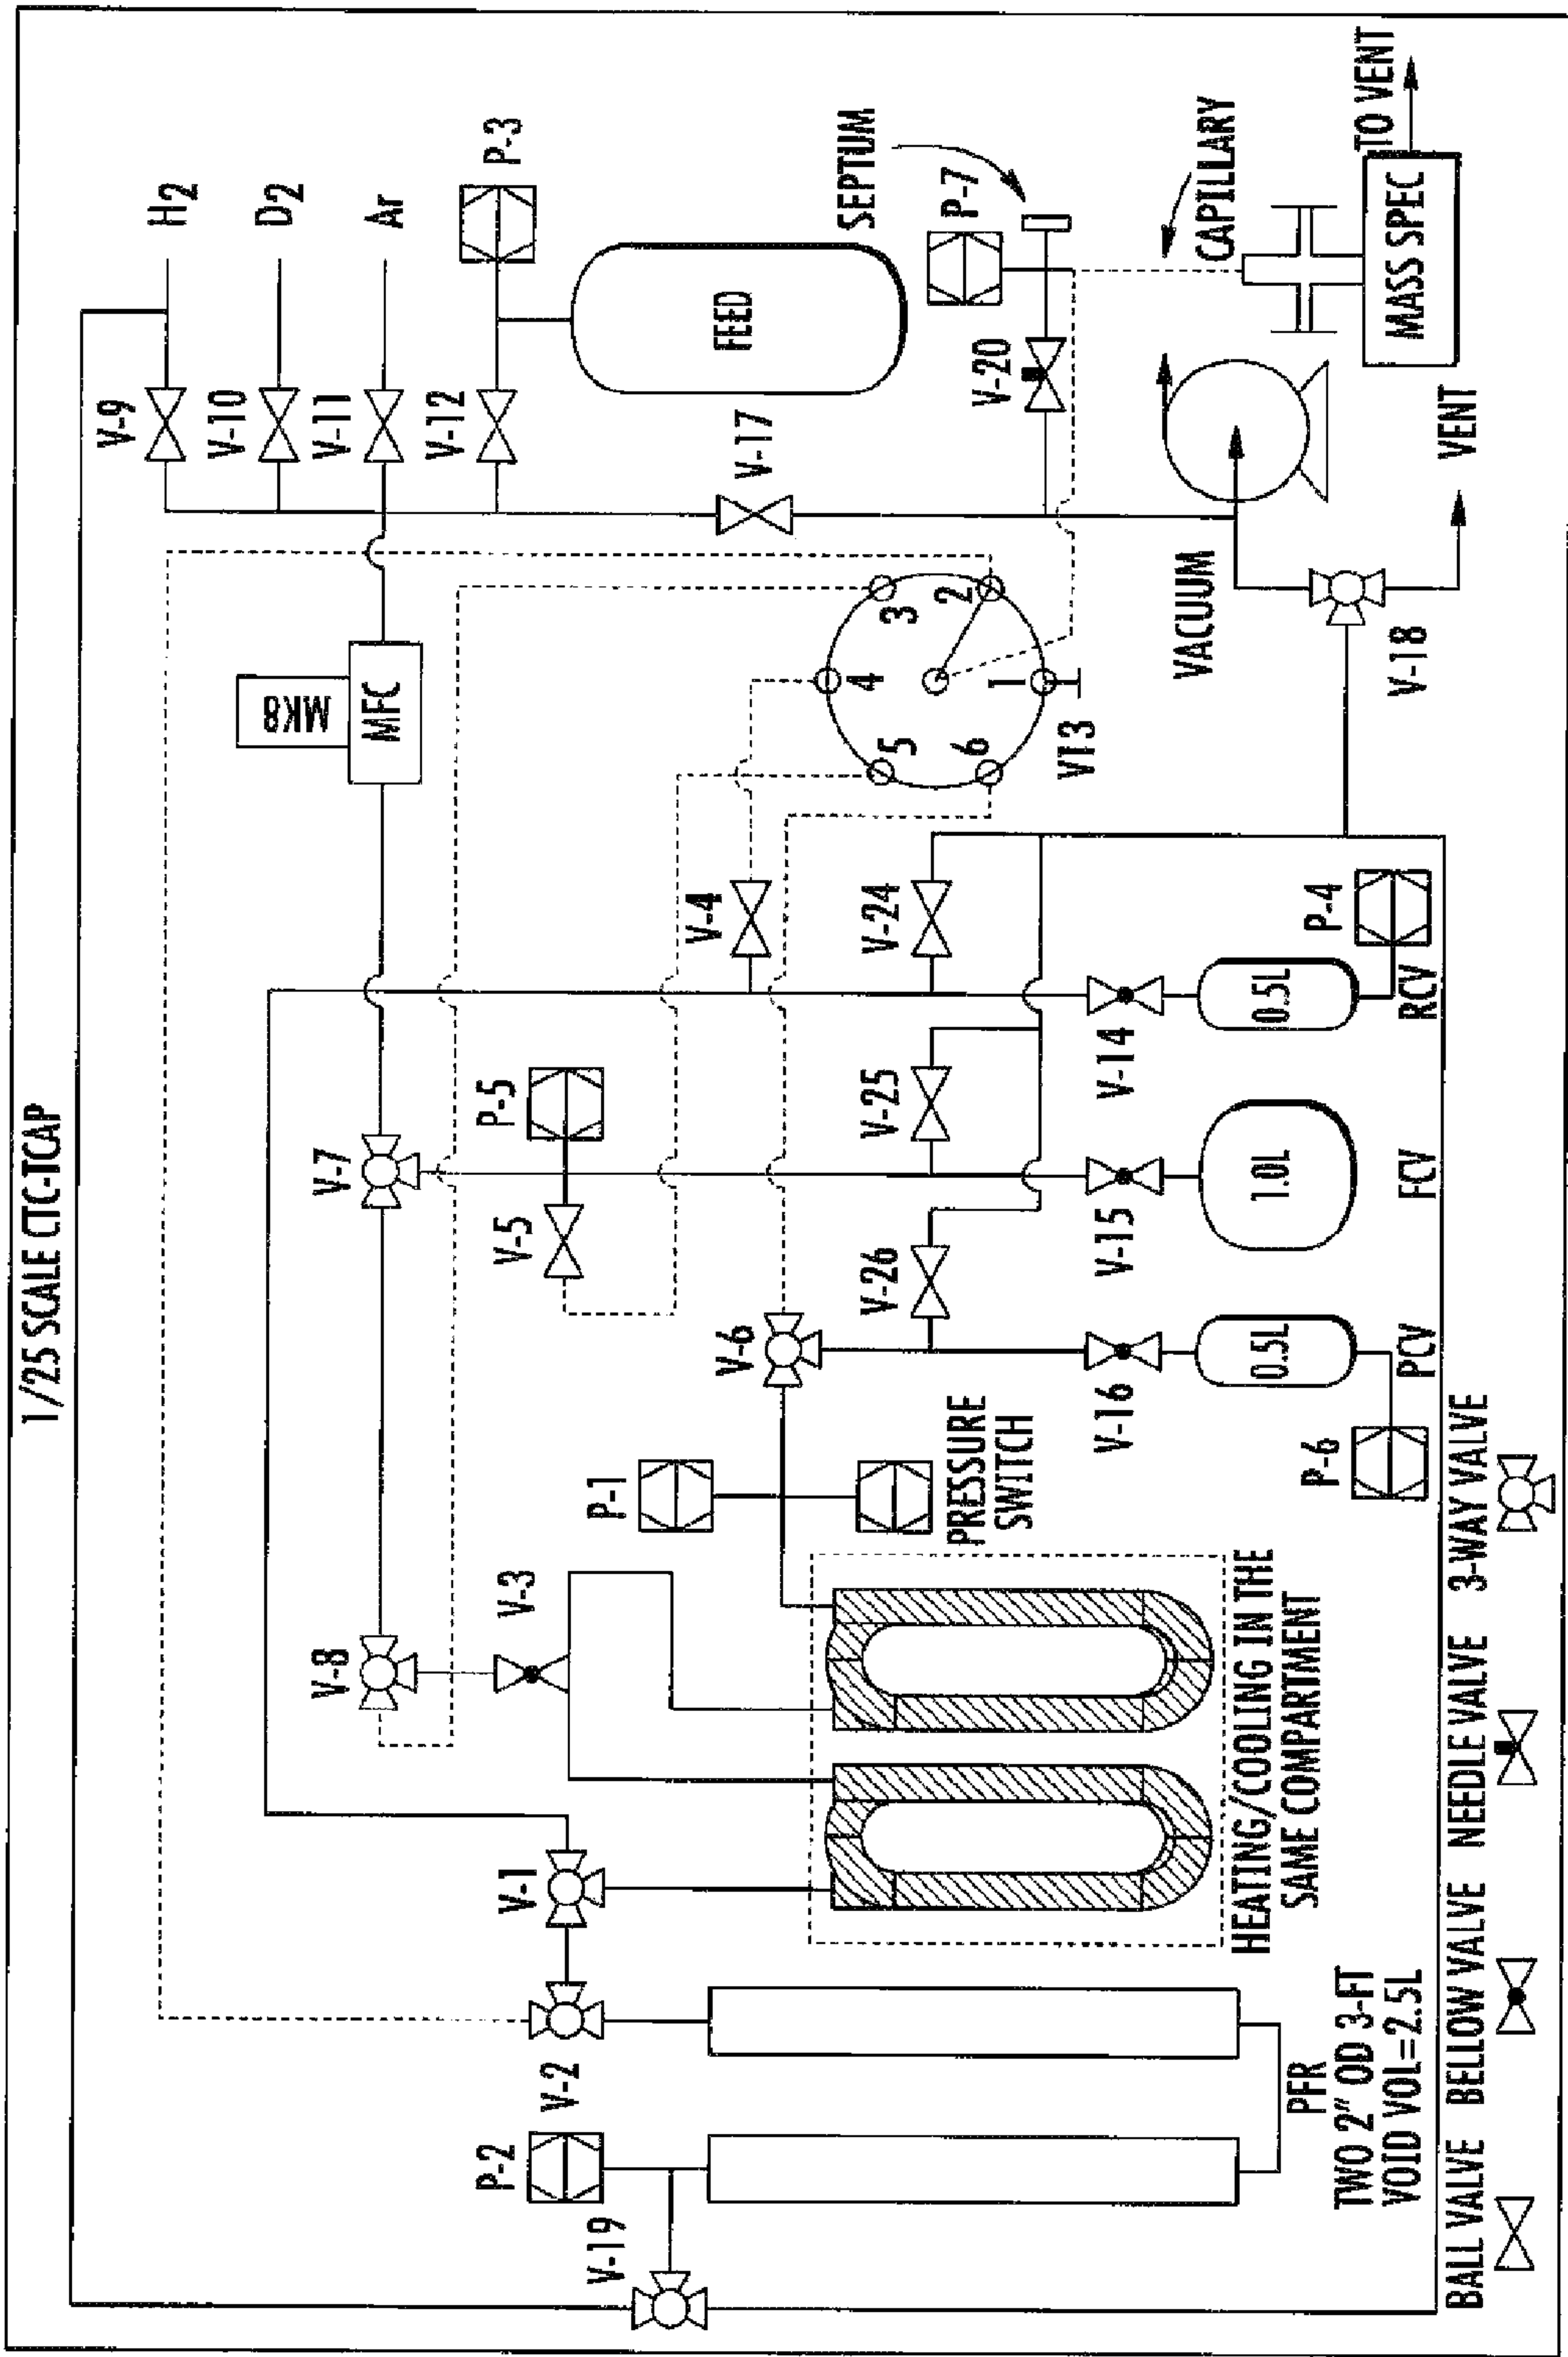 1/25 SCALE CTC-TCAP
H2
D2
Ar
V-9
V-10
V-11
V-12
P-3
FEED
V-17
SEPTUM
P-7
V-20
CAPILLARY
MASS SPEC
TO VENT
VENT
VACUUM
V-18
MK8
MFC
1
2
3
4
5
6
V13
V-4
V-24
V-14
0.5L
P-4
RCV
V-7
P-5
V-5
V-25
V-15
1.0L
FCV
V-6
V-26
V-16
0.5L
P-6
PCV
P-1
PRESSURE
SWITCH
V-8
V-3
V-1
HEATING/COOLING IN THE
SAME COMPARTMENT
V-2
P-2
V-19
PFR
TWO 2" OD 3-FT
VOID VOL=2.5L
BALL VALVE BELLOW VALVE NEEDLE VALVE 3-WAY VALVE